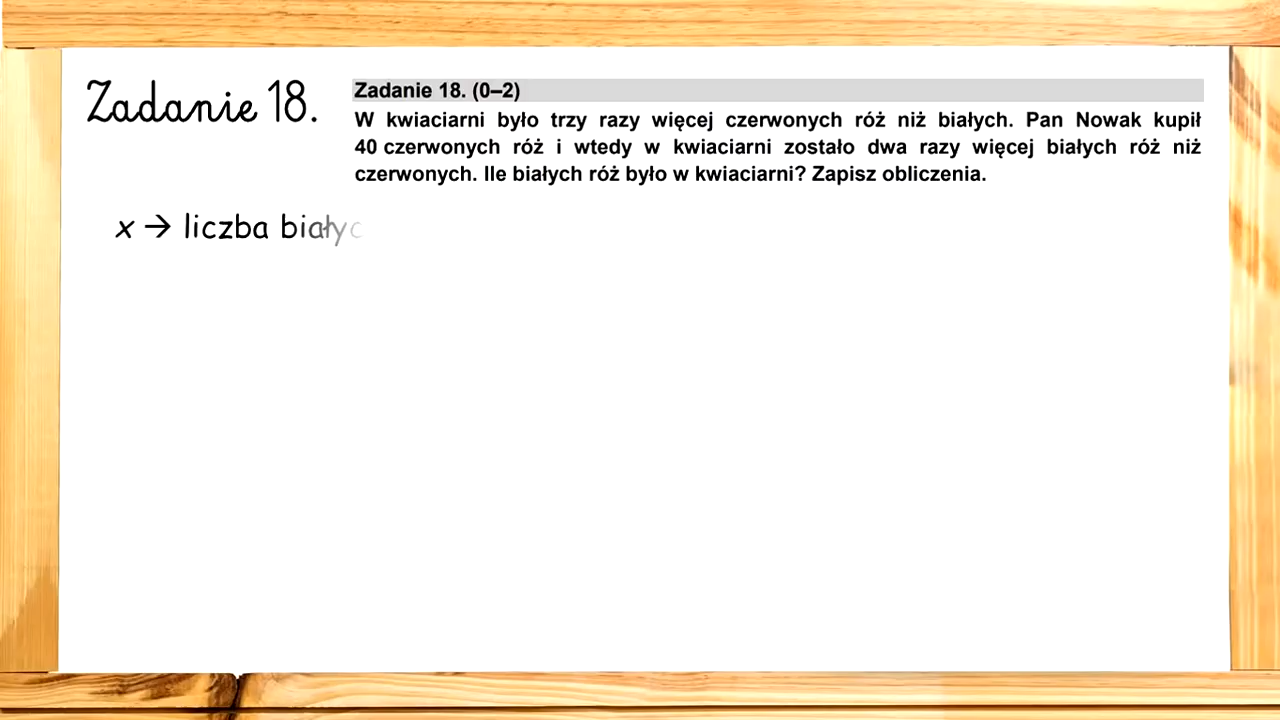 Zadanie 18.
Zadanie 18. (0–2)
W kwiaciarni było trzy razy więcej czerwonych róż niż białych. Pan Nowak kupił
40 czerwonych róż i wtedy w kwiaciarni zostało dwa razy więcej białych róż niż
czerwonych. Ile białych róż było w kwiaciarni? Zapisz obliczenia.
x → liczba białyc